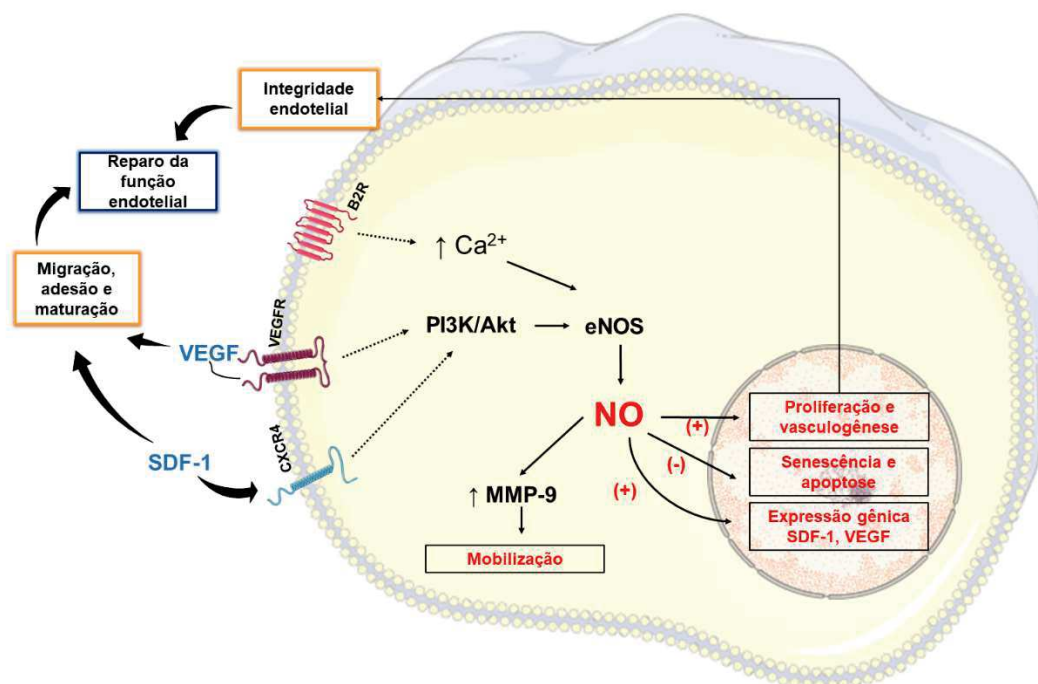 Integridade
endotelial
Reparo da
função
endotelial
B2R
↑ Ca²⁺
Migração,
adesão e
maturação
VEGFR
PI3K/Akt
eNOS
VEGF
NO
(+)
Proliferação e
vasculogênese
(-)
Senescência e
apoptose
SDF-1
CXCR4
↑ MMP-9
(+)
Expressão gênica
SDF-1, VEGF
Mobilização